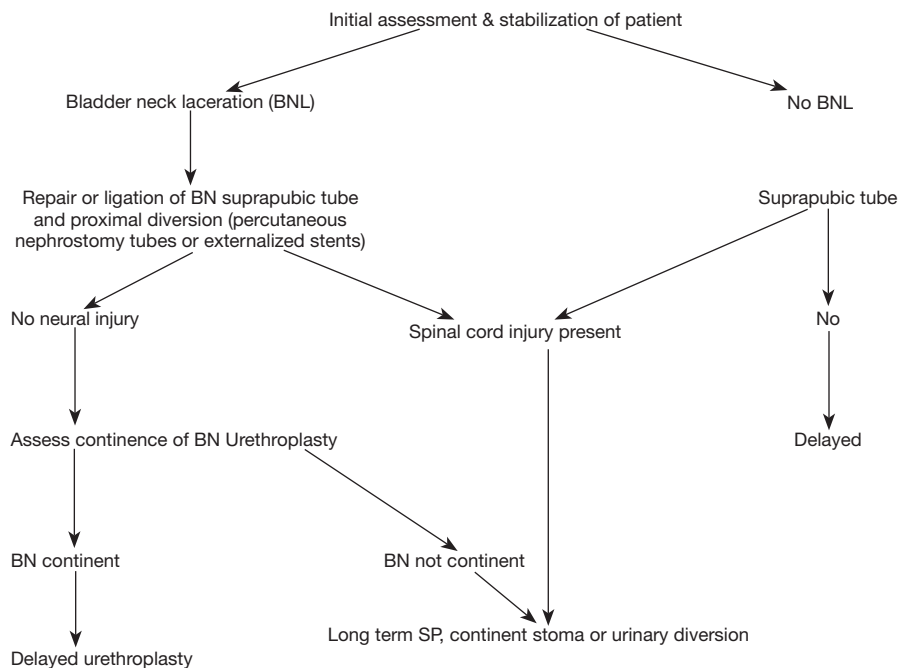 Initial assessment & stabilization of patient
Bladder neck laceration (BNL)
No BNL
Repair or ligation of BN suprapubic tube
and proximal diversion (percutaneous
nephrostomy tubes or externalized stents)
Suprapubic tube
No neural injury
Spinal cord injury present
No
Assess continence of BN Urethroplasty
Delayed
BN continent
BN not continent
Long term SP, continent stoma or urinary diversion
Delayed urethroplasty